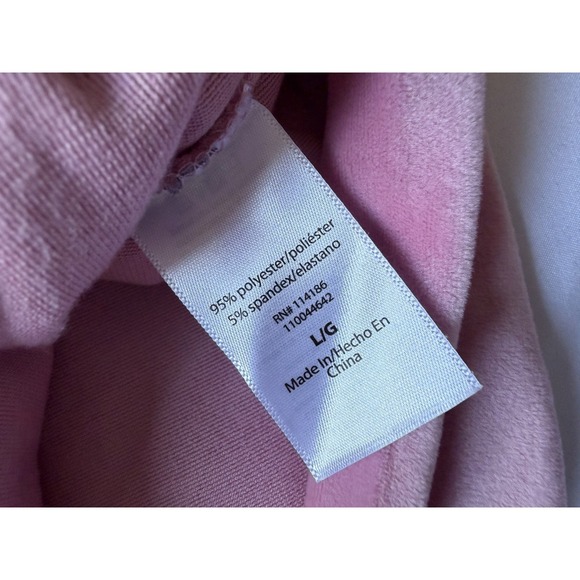 95% polyester/poliéster
5% spandex/elastano
RN# 114186
110044642
L/G
Made In/Hecho En
China